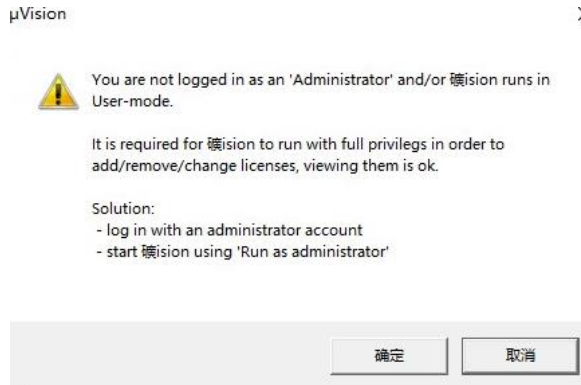 µVision
You are not logged in as an 'Administrator' and/or 礦ision runs in
User-mode.
It is required for 礦ision to run with full privilegs in order to
add/remove/change licenses, viewing them is ok.
Solution:
- log in with an administrator account
- start 礦ision using 'Run as administrator'
确定
取消